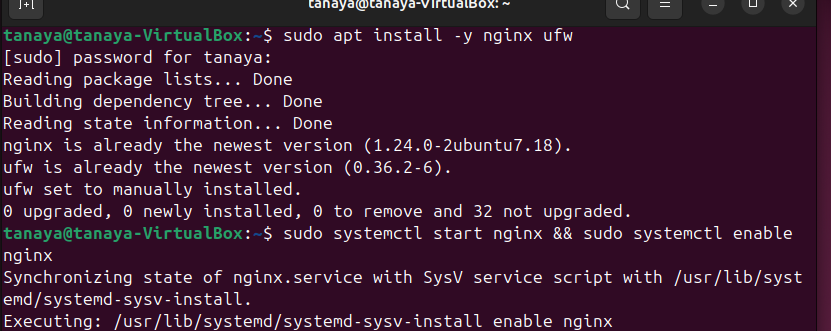 tanaya@tanaya-VirtualBox: ~
tanaya@tanaya-VirtualBox:~$ sudo apt install -y nginx ufw
[sudo] password for tanaya:
Reading package lists... Done
Building dependency tree... Done
Reading state information... Done
nginx is already the newest version (1.24.0-2ubuntu7.18).
ufw is already the newest version (0.36.2-6).
ufw set to manually installed.
0 upgraded, 0 newly installed, 0 to remove and 32 not upgraded.
tanaya@tanaya-VirtualBox:~$ sudo systemctl start nginx && sudo systemctl enable
nginx
Synchronizing state of nginx.service with SysV service script with /usr/lib/syst
emd/systemd-sysv-install.
Executing: /usr/lib/systemd/systemd-sysv-install enable nginx